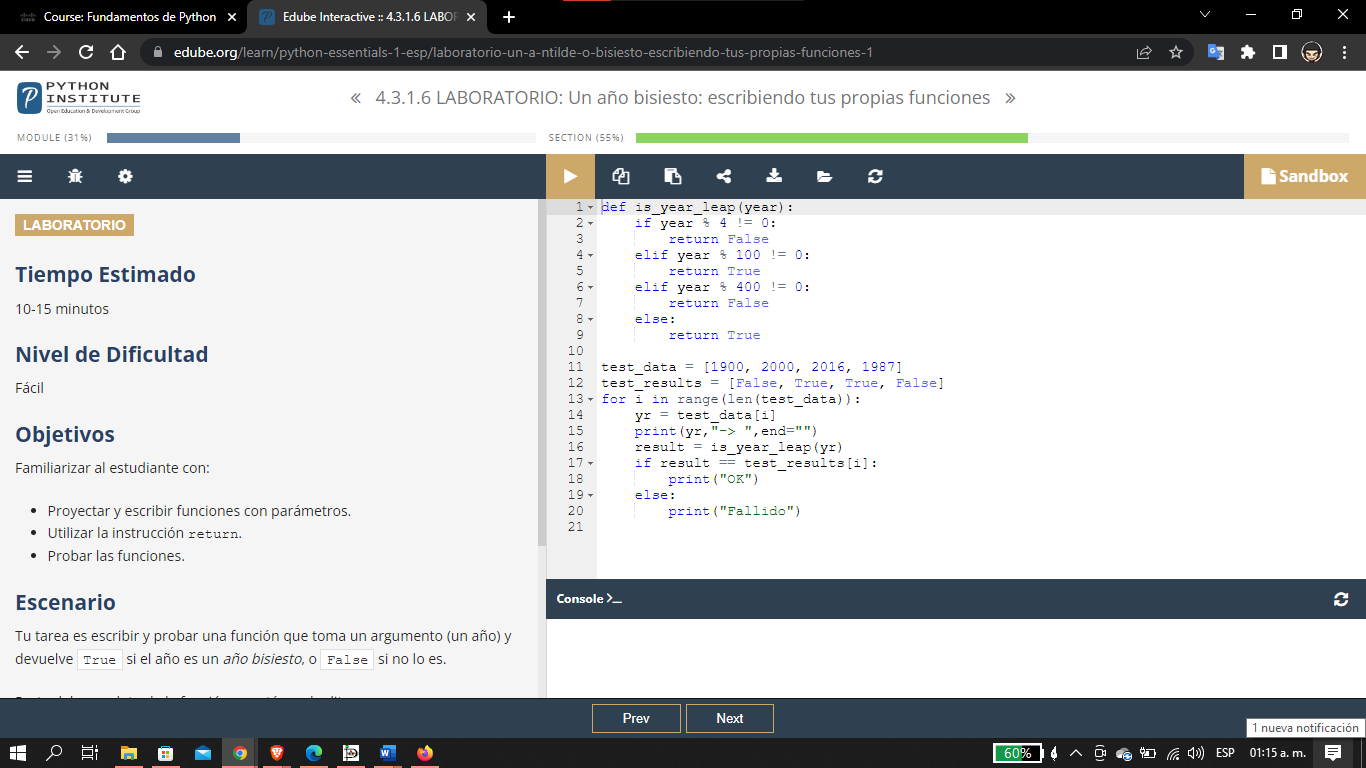 Course: Fundamentos de Python
Edube Interactive :: 4.3.1.6 LABOR
edube.org/learn/python-essentials-1-esp/laboratorio-un-a-ntilde-o-bisiesto-escribiendo-tus-propias-funciones-1
PYTHON
INSTITUTE
Open Education & Development Group
« 4.3.1.6 LABORATORIO: Un año bisiesto: escribiendo tus propias funciones »
MODULE (31%)
SECTION (55%)
Sandbox
LABORATORIO
Tiempo Estimado
10-15 minutos
Nivel de Dificultad
Fácil
Objetivos
Familiarizar al estudiante con:
• Proyectar y escribir funciones con parámetros.
• Utilizar la instrucción return.
• Probar las funciones.
Escenario
Tu tarea es escribir y probar una función que toma un argumento (un año) y
devuelve True si el año es un año bisiesto, o False si no lo es.
1 def is_year_leap(year):
2     if year % 4 != 0:
3         return False
4     elif year % 100 != 0:
5         return True
6     elif year % 400 != 0:
7         return False
8     else:
9         return True
10
11 test_data = [1900, 2000, 2016, 1987]
12 test_results = [False, True, True, False]
13 for i in range(len(test_data)):
14     yr = test_data[i]
15     print(yr,"-> ",end="")
16     result = is_year_leap(yr)
17     if result == test_results[i]:
18         print("OK")
19     else:
20         print("Fallido")
21
Console >_
Prev
Next
1 nueva notificación
60%
ESP
01:15 a. m.